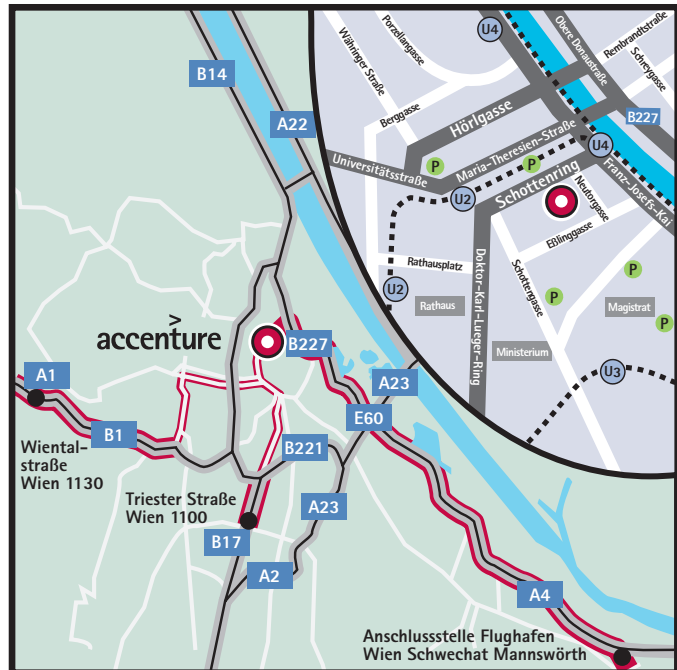 B14
A22
accenture
>
B227
A1
B1
Wiental-
straße
Wien 1130
A23
E60
B221
Triester Straße
Wien 1100
A23
B17
A2
A4
Anschlussstelle Flughafen
Wien Schwechat Mannswörth
Porzellangasse
Währinger Straße
U4
Obere Donaustraße
Rembrandtstraße
Schreygasse
Berggasse
Hörlgasse
B227
Maria-Theresien-Straße
U4
Universitätsstraße
P
P
U2
Schottenring
Neutorgasse
Franz-Josefs-Kai
Eßlinggasse
Rathausplatz
Doktor-Karl-Lueger-Ring
Schottergasse
U2
Rathaus
P
P
Magistrat
P
Ministerium
U3